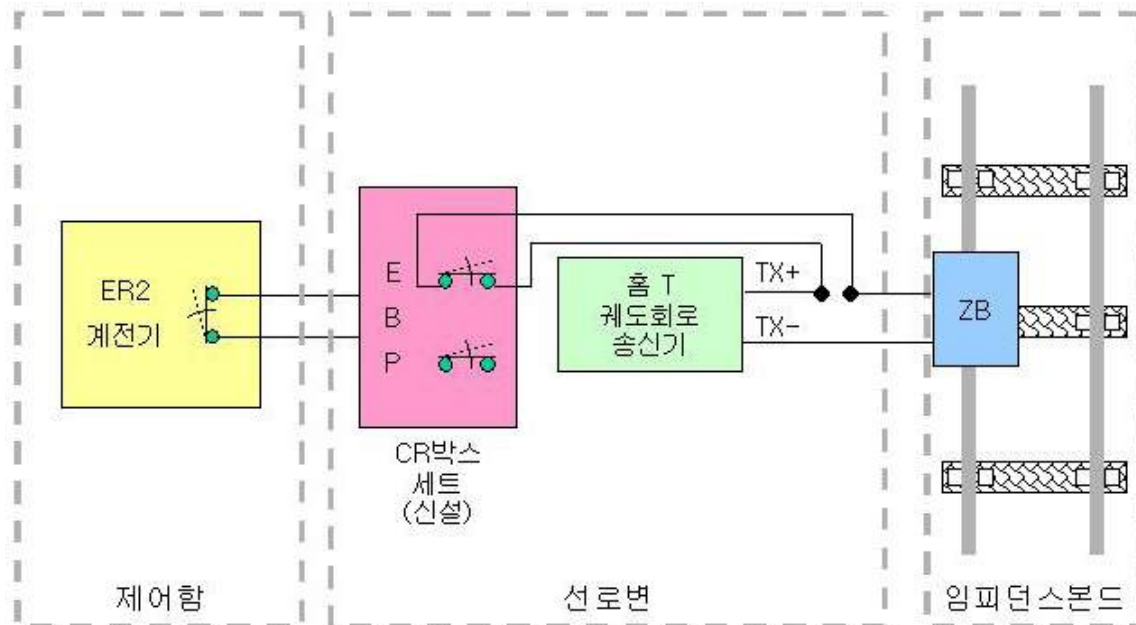 ER2
계전기
E
B
P
CR박스
세트
(신설)
홈 T
궤도회로
송신기
TX+
TX-
ZB
제어함
선로변
임피던스본드